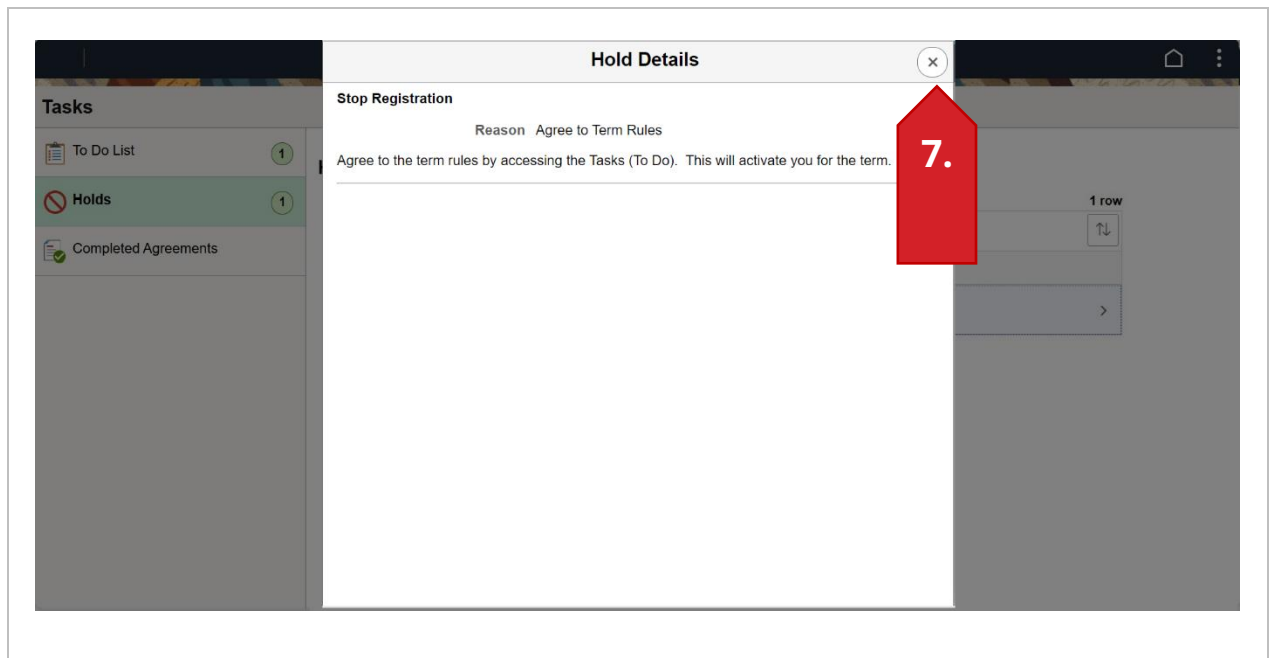 Hold Details
Tasks
Stop Registration
Reason Agree to Term Rules
Agree to the term rules by accessing the Tasks (To Do). This will activate you for the term.
7.
To Do List 1
Holds 1
Completed Agreements
1 row